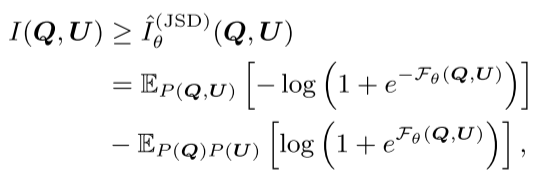 I(Q, U) ≥ Î_θ^(JSD)(Q, U)
= 𝔼_{P(Q,U)} [− log (1 + e^{−ℱ_θ(Q,U)})]
− 𝔼_{P(Q)P(U)} [log (1 + e^{ℱ_θ(Q,U)})],